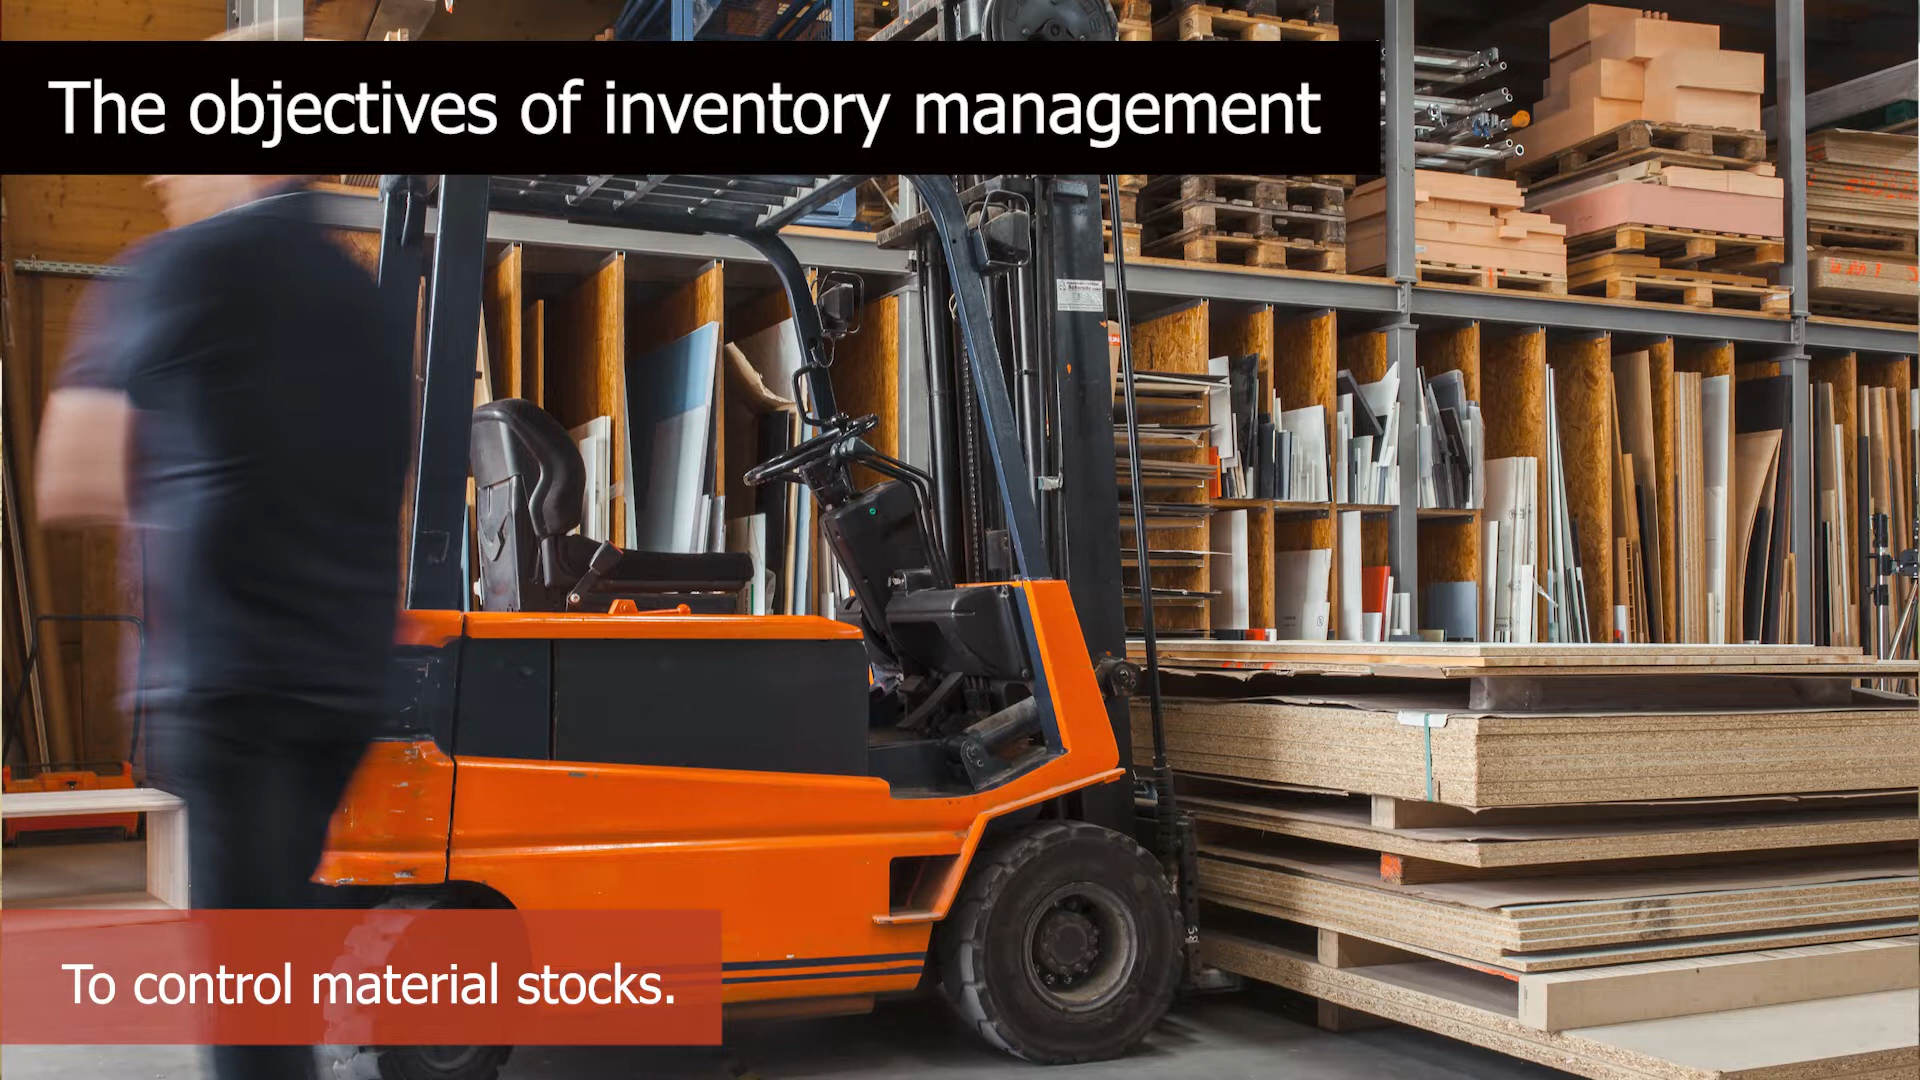 The objectives of inventory management
To control material stocks.